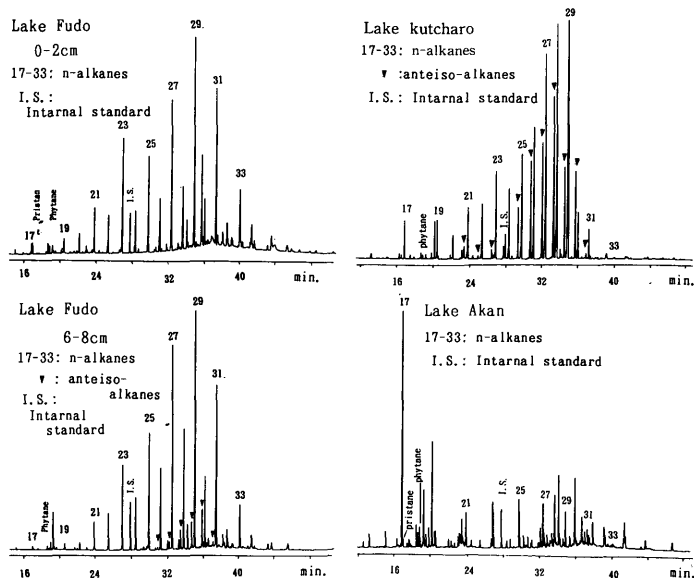 Lake Fudo
0-2cm
17-33: n-alkanes
I.S.:
Intarnal standard
17
Pristan
Phytane
19
21
23
I.S.
25
27
29.
31
33
16 24 32 40 min.
Lake kutcharo
17-33: n-alkanes
▼ :anteiso-alkanes
I.S.: Intarnal standard
17
phytane
19
21
23
I.S.
25
27
29
31
33
16 24 32 40 min.
Lake Fudo
6-8cm
17-33: n-alkanes
▼ : anteiso-
alkanes
I.S.:
Intarnal
standard
17
Phytane
19
21
23
I.S.
25
27
29
31.
33
16 24 32 40 min.
Lake Akan
17-33: n-alkanes
I.S.: Intarnal standard
17
pristane
phytane
21
I.S.
25
27
29
31
33
16 24 32 40 min.